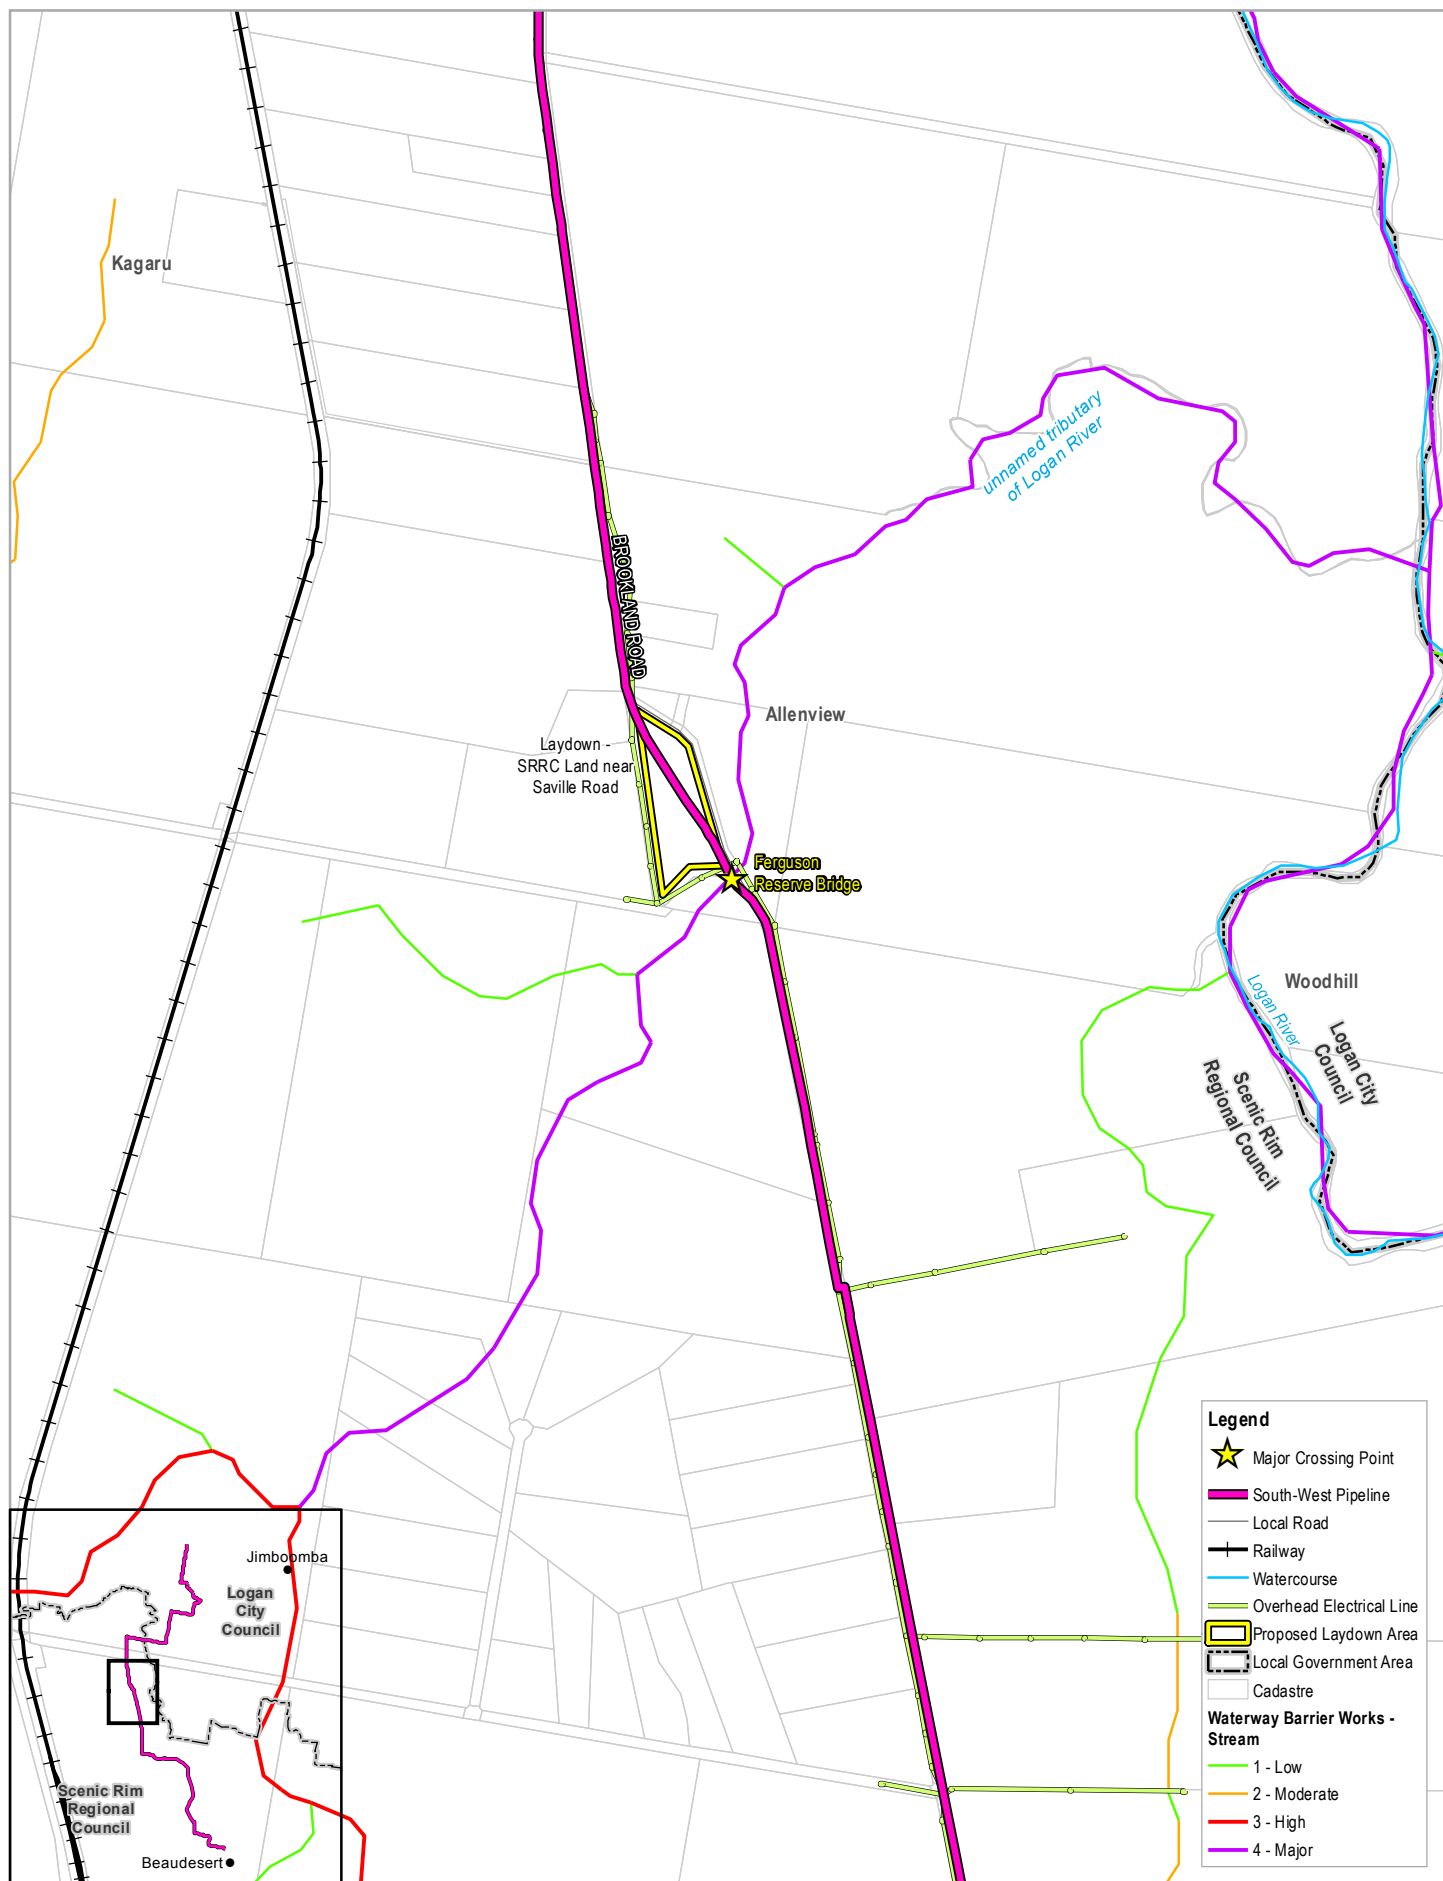 Kagaru
unnamed tributary
of Logan River
BROOKLAND ROAD
Allenview
Laydown -
SRRC Land near
Saville Road
Ferguson
Reserve Bridge
Woodhill
Logan River
Logan City
Council
Scenic Rim
Regional Council
Legend
Major Crossing Point
South-West Pipeline
Local Road
Railway
Watercourse
Overhead Electrical Line
Proposed Laydown Area
Local Government Area
Cadastre
Waterway Barrier Works -
Stream
1 - Low
2 - Moderate
3 - High
4 - Major
Jimboomba
Logan
City
Council
Scenic Rim
Regional
Council
Beaudesert